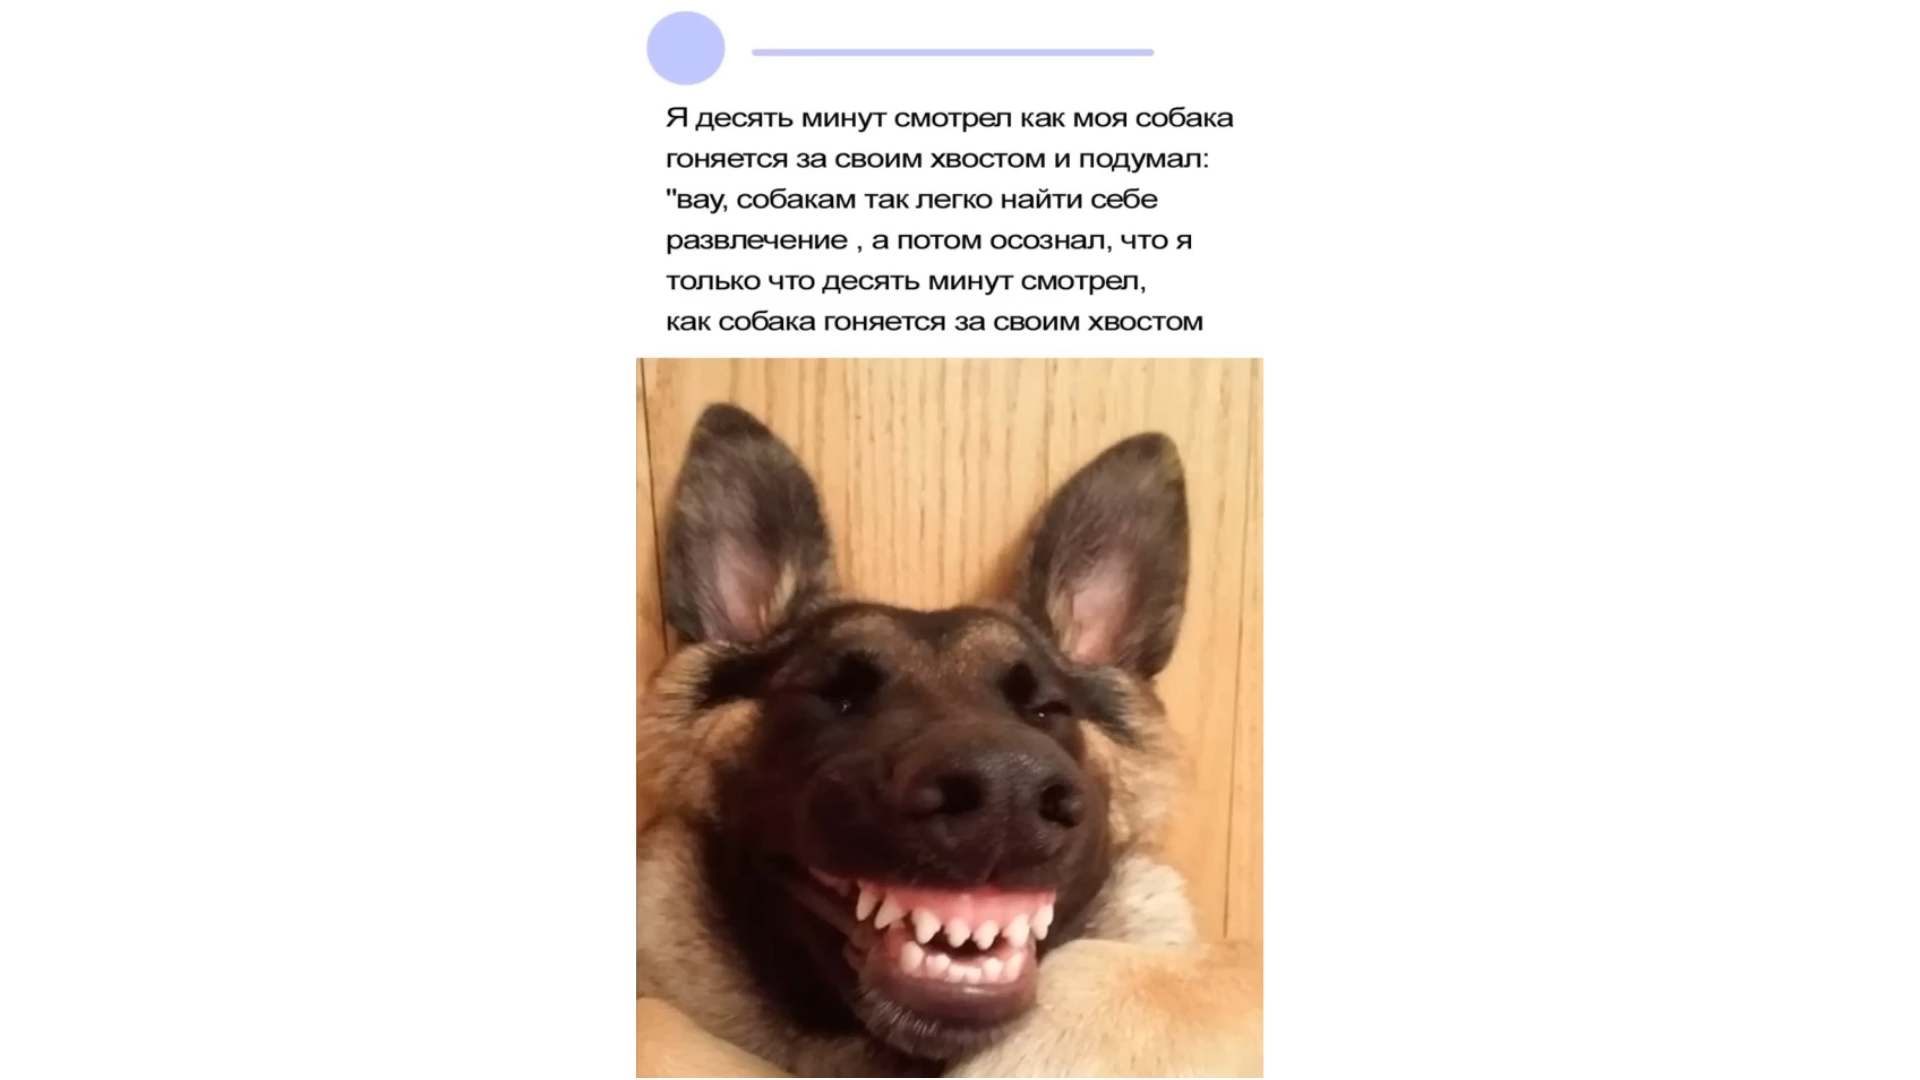 Я десять минут смотрел как моя собака
гоняется за своим хвостом и подумал:
"вау, собакам так легко найти себе
развлечение , а потом осознал, что я
только что десять минут смотрел,
как собака гоняется за своим хвостом